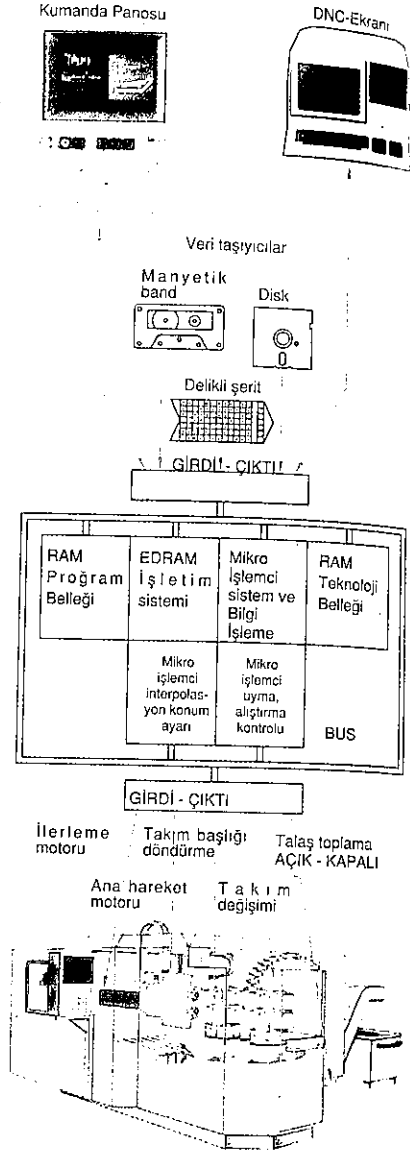 Kumanda Panosu
DNC-Ekranı
Veri taşıyıcılar
Manyetik
band
Disk
Delikli şerit
GİRDİ - ÇIKTI
RAM
Proğram
Belleği
EDRAM
İşletim
sistemi
Mikro
işlemci
sistem ve
Bilgi
İşleme
RAM
Teknoloji
Belleği
Mikro
işlemci
interpolas-
yon konum
ayarı
Mikro
işlemci
uyma,
alıştırma
kontrolu
BUS
GİRDİ - ÇIKTI
İlerleme
motoru
Takım başlığı
döndürme
Talaş toplama
AÇIK - KAPALI
Ana hareket
motoru
Takım
değişimi